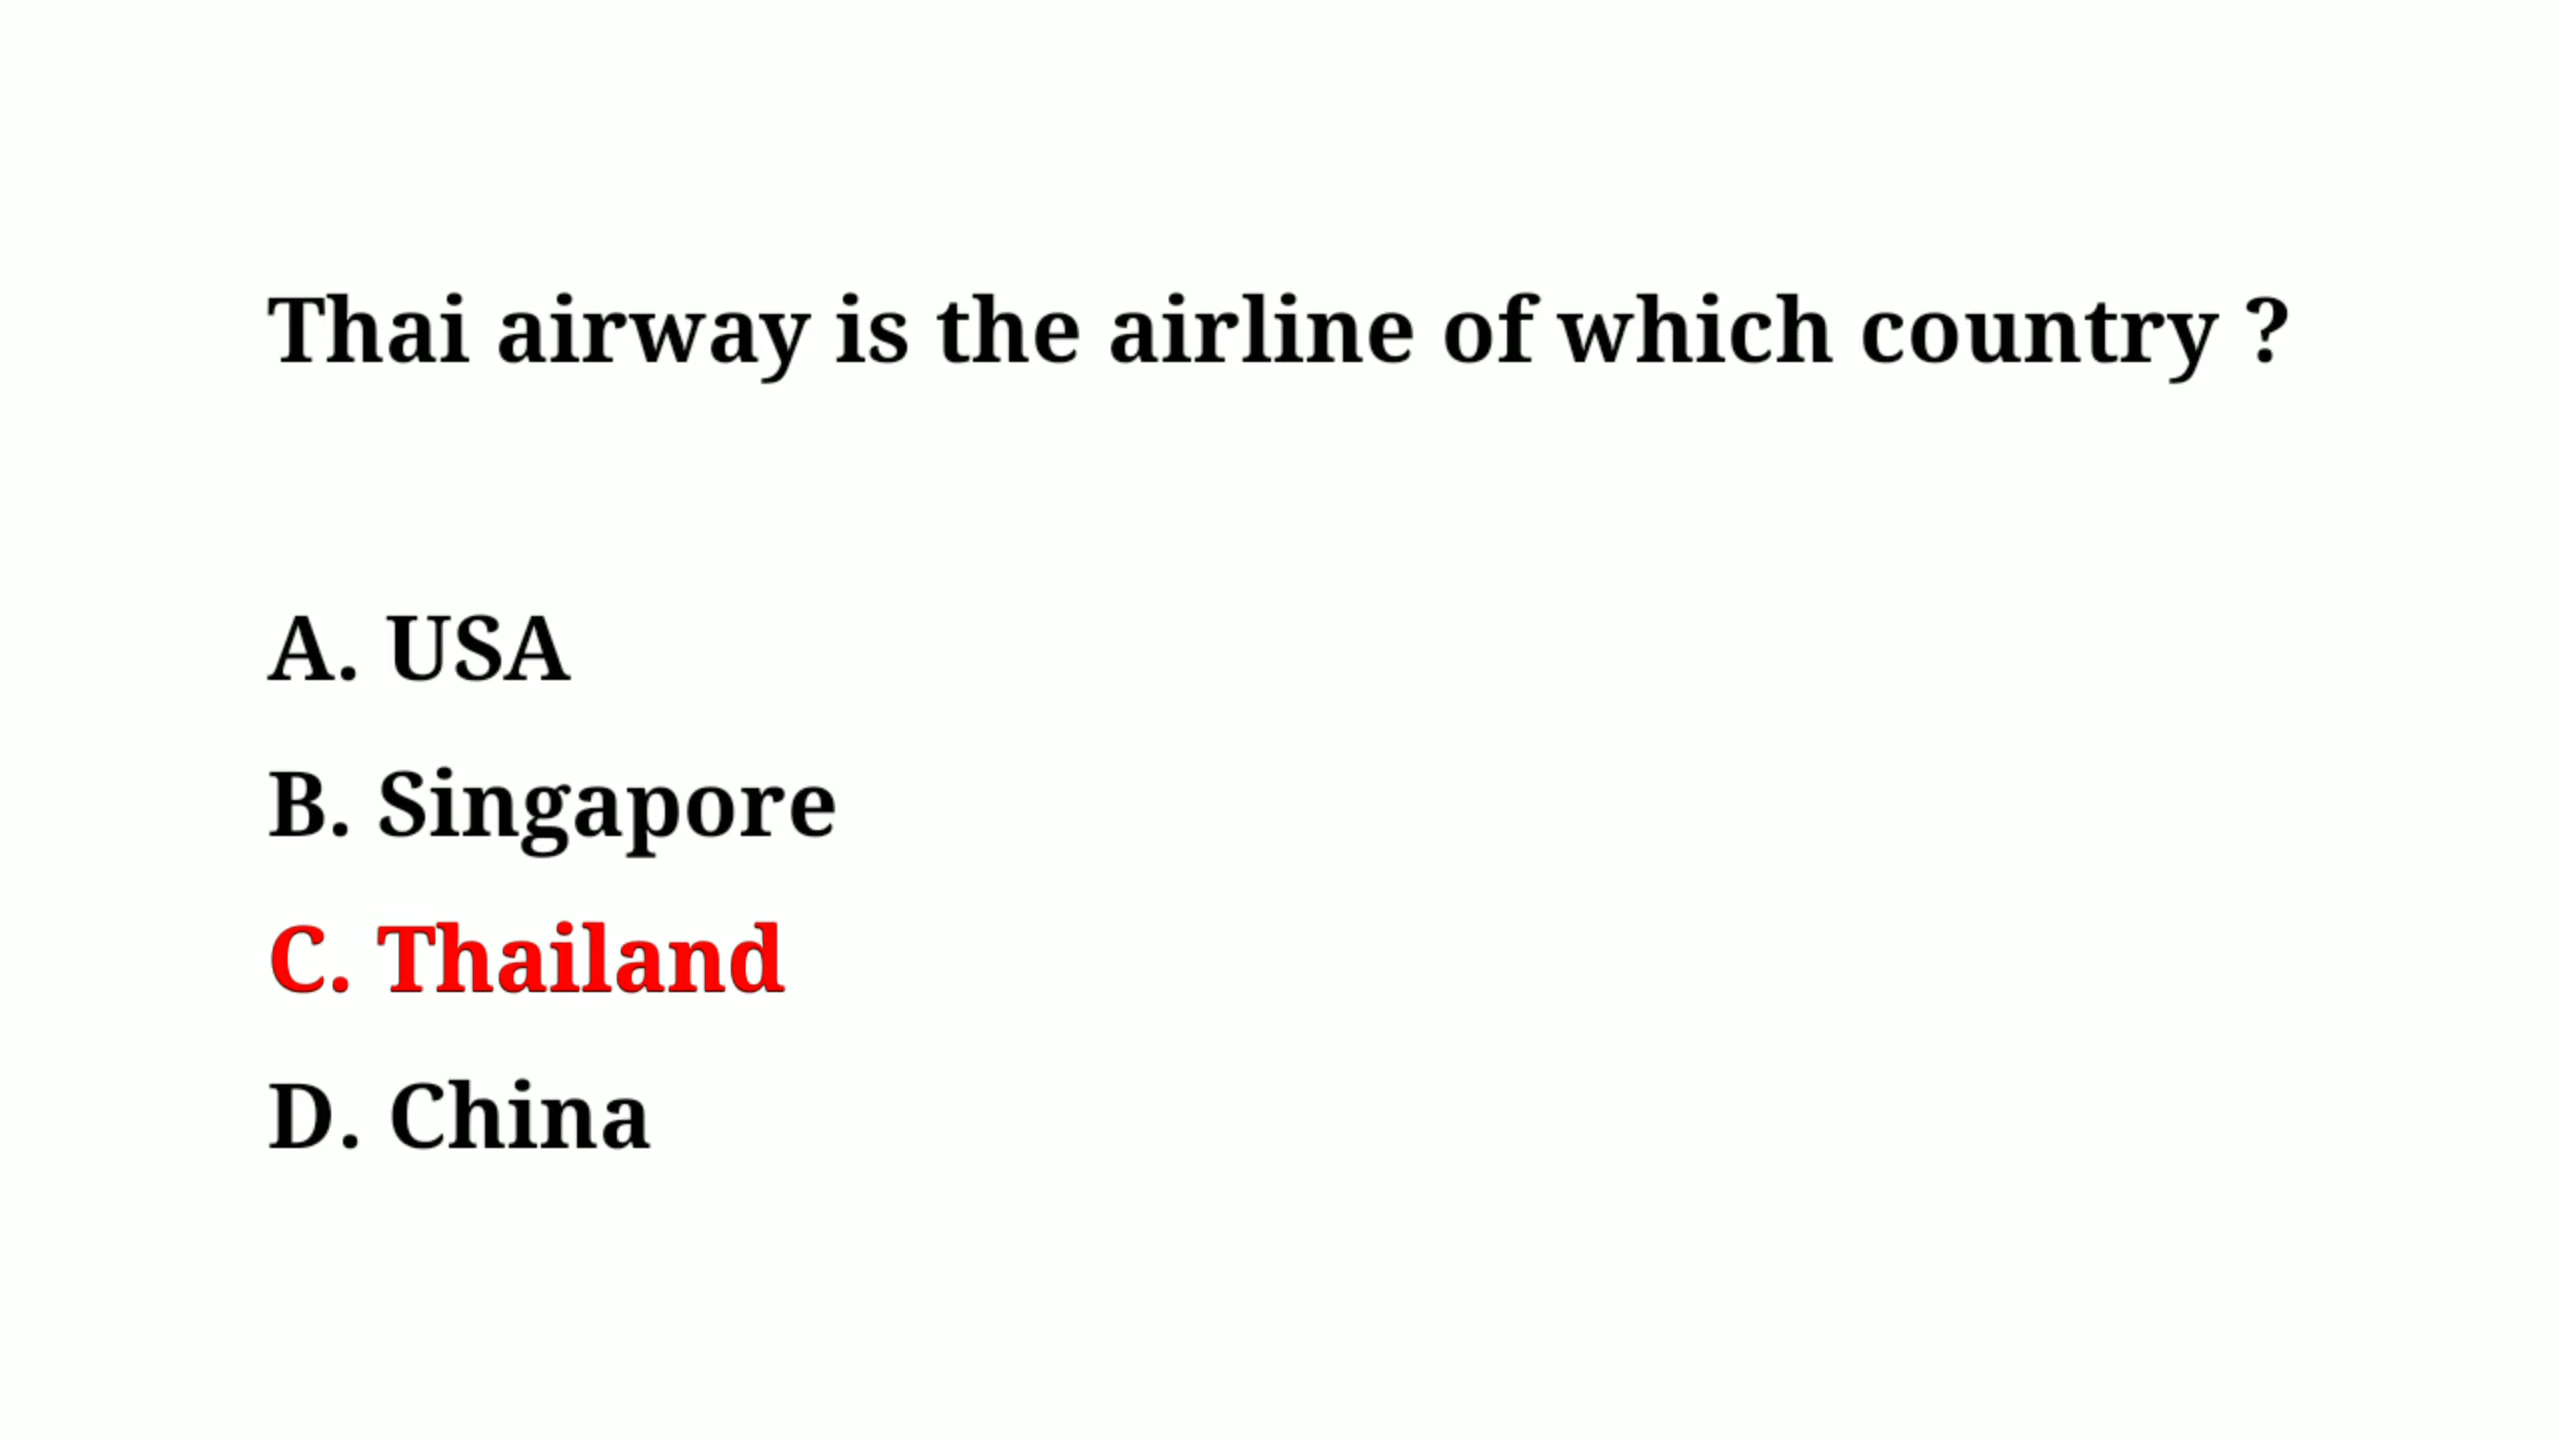 Thai airway is the airline of which country ?
A. USA
B. Singapore
C. Thailand
D. China